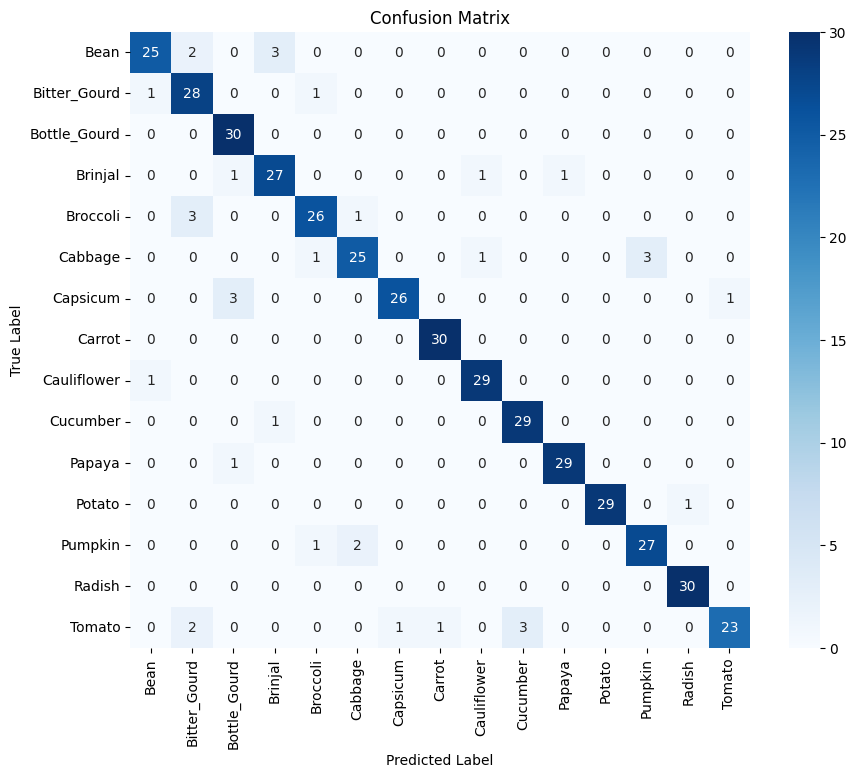 Confusion Matrix
True Label
Bean 25 2 0 3 0 0 0 0 0 0 0 0 0 0 0
Bitter_Gourd 1 28 0 0 1 0 0 0 0 0 0 0 0 0 0
Bottle_Gourd 0 0 30 0 0 0 0 0 0 0 0 0 0 0 0
Brinjal 0 0 1 27 0 0 0 0 1 0 1 0 0 0 0
Broccoli 0 3 0 0 26 1 0 0 0 0 0 0 0 0 0
Cabbage 0 0 0 0 1 25 0 0 1 0 0 0 3 0 0
Capsicum 0 0 3 0 0 0 26 0 0 0 0 0 0 0 1
Carrot 0 0 0 0 0 0 0 30 0 0 0 0 0 0 0
Cauliflower 1 0 0 0 0 0 0 0 29 0 0 0 0 0 0
Cucumber 0 0 0 1 0 0 0 0 0 29 0 0 0 0 0
Papaya 0 0 1 0 0 0 0 0 0 0 29 0 0 0 0
Potato 0 0 0 0 0 0 0 0 0 0 0 29 0 1 0
Pumpkin 0 0 0 0 1 2 0 0 0 0 0 0 27 0 0
Radish 0 0 0 0 0 0 0 0 0 0 0 0 0 30 0
Tomato 0 2 0 0 0 0 1 1 0 3 0 0 0 0 23
Bean Bitter_Gourd Bottle_Gourd Brinjal Broccoli Cabbage Capsicum Carrot Cauliflower Cucumber Papaya Potato Pumpkin Radish Tomato
Predicted Label
30
25
20
15
10
5
0